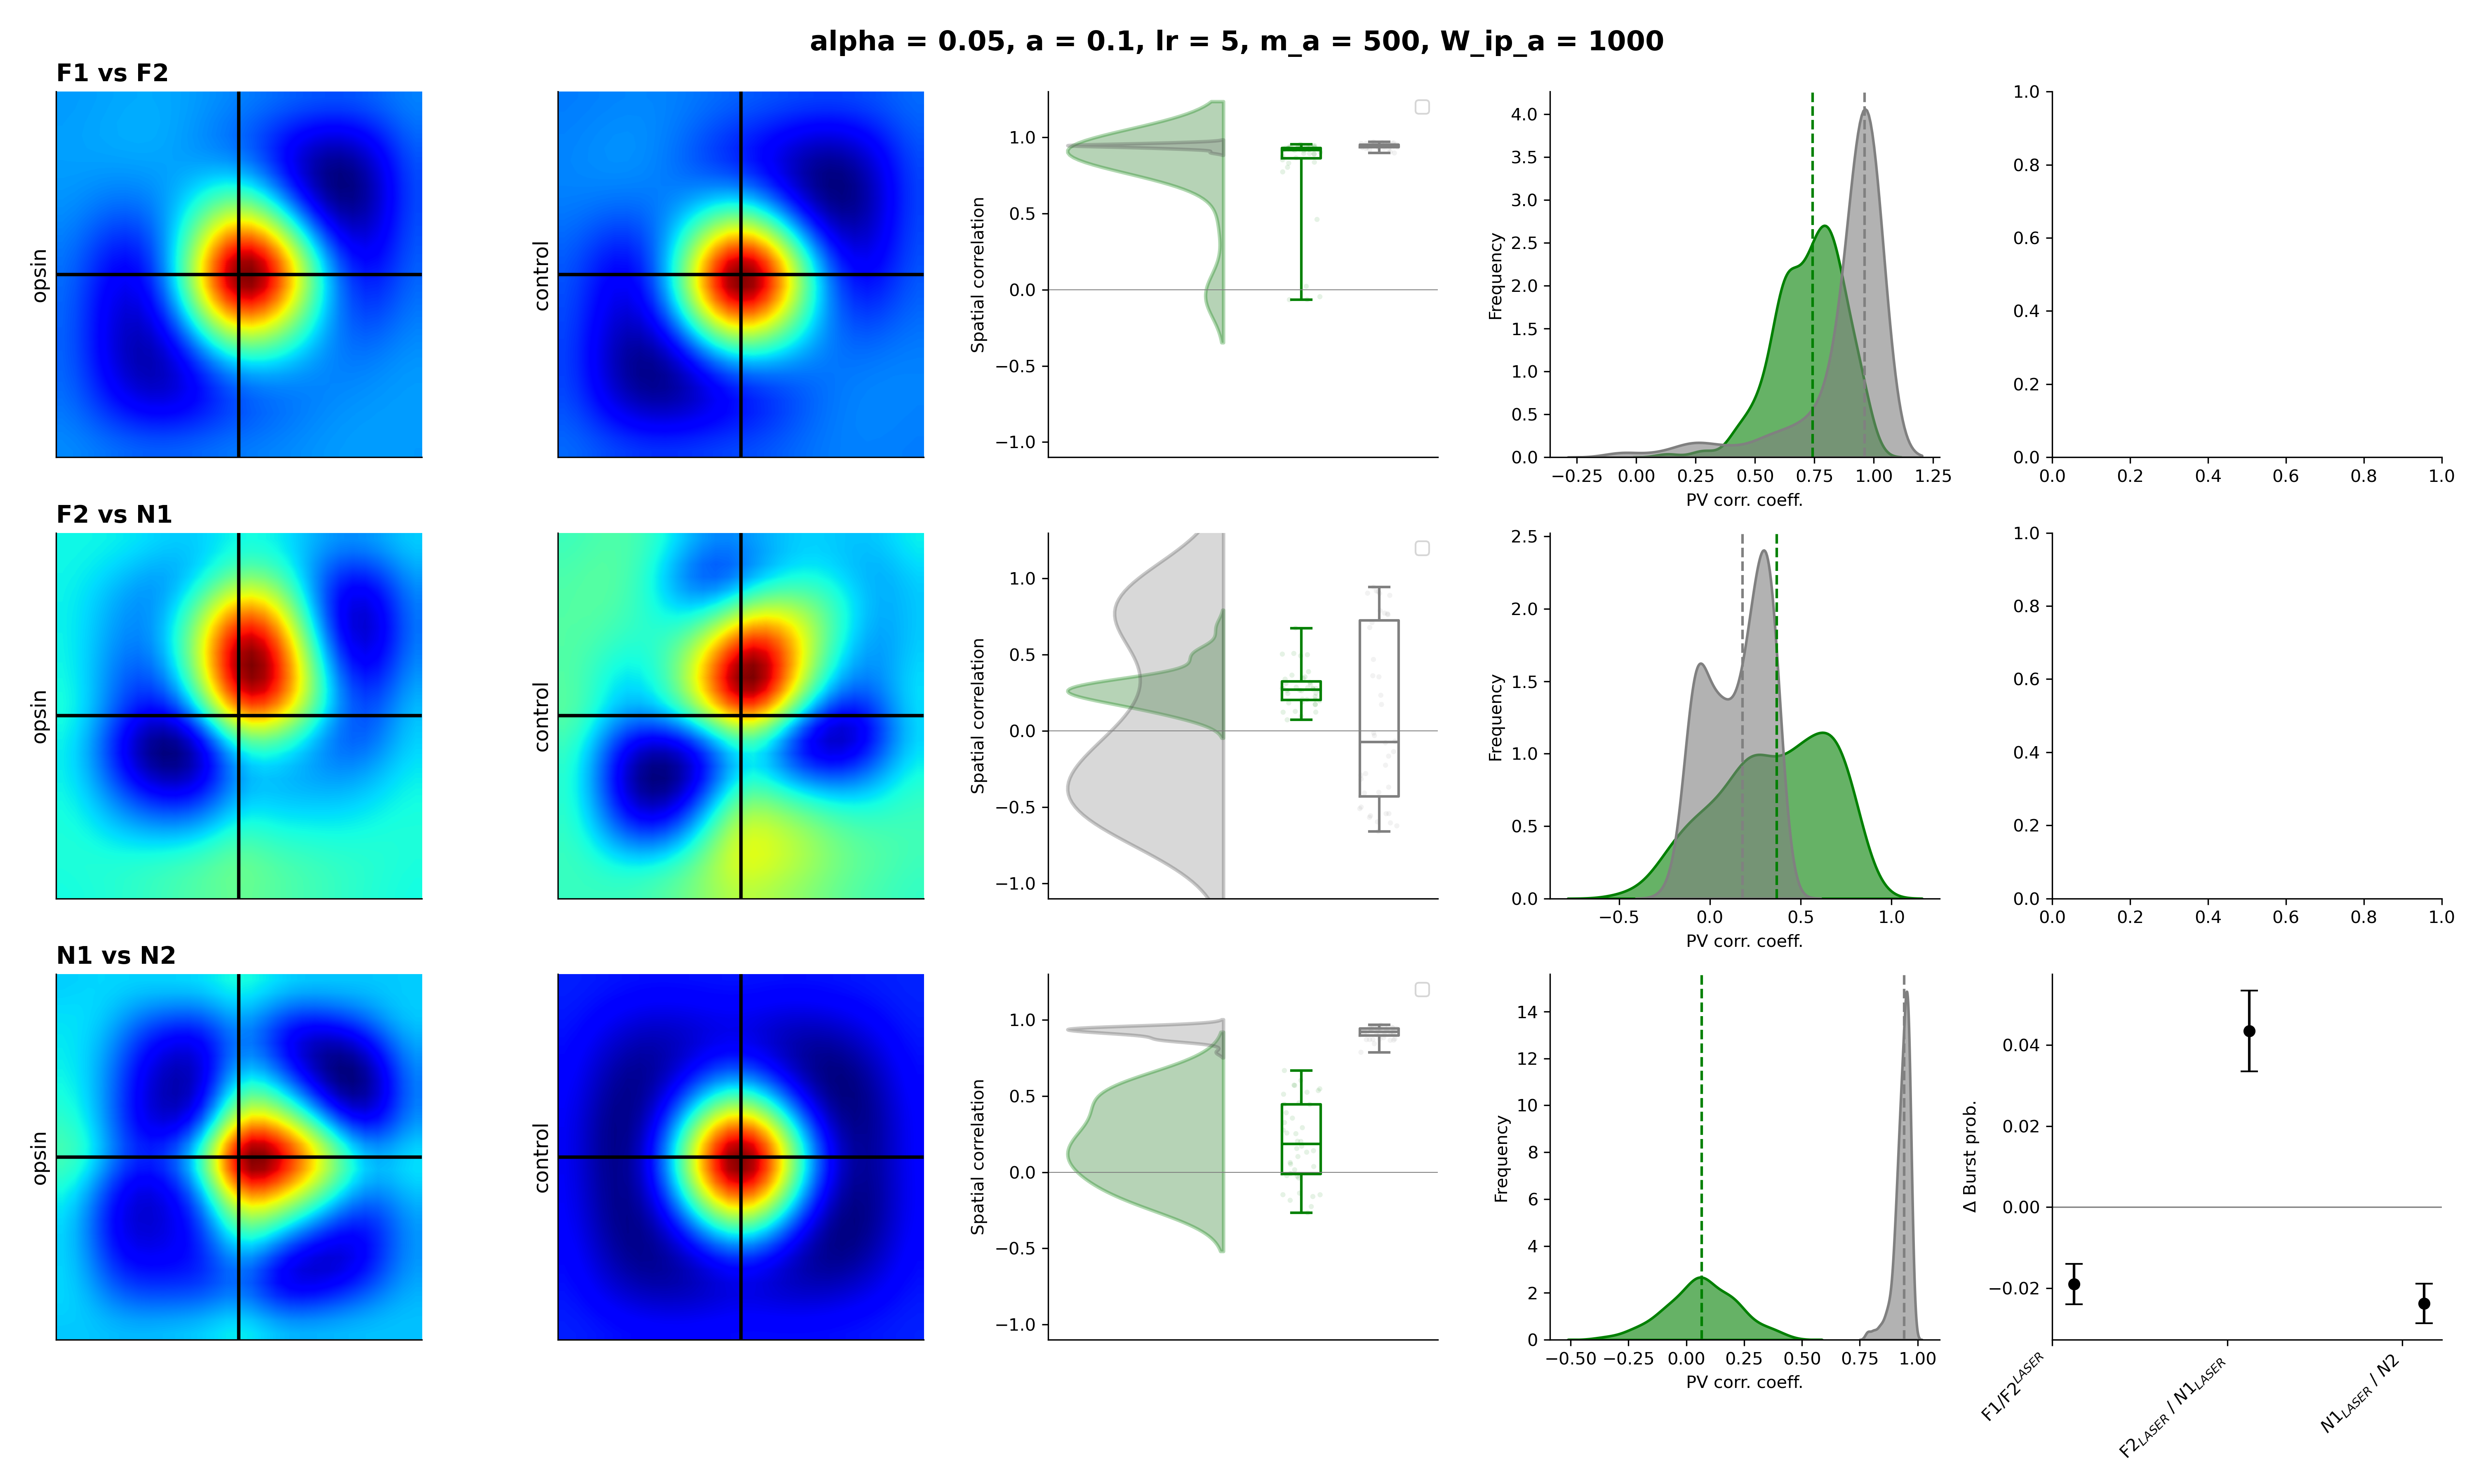 alpha = 0.05, a = 0.1, lr = 5, m_a = 500, W_ip_a = 1000
F1 vs F2
opsin
control
Spatial correlation
1.0
0.5
0.0
−0.5
−1.0
Frequency
4.0
3.5
3.0
2.5
2.0
1.5
1.0
0.5
0.0
−0.25 0.00 0.25 0.50 0.75 1.00 1.25
PV corr. coeff.
1.0
0.8
0.6
0.4
0.2
0.0
0.0 0.2 0.4 0.6 0.8 1.0
F2 vs N1
opsin
control
Spatial correlation
1.0
0.5
0.0
−0.5
−1.0
Frequency
2.5
2.0
1.5
1.0
0.5
0.0
−0.5 0.0 0.5 1.0
PV corr. coeff.
1.0
0.8
0.6
0.4
0.2
0.0
0.0 0.2 0.4 0.6 0.8 1.0
N1 vs N2
opsin
control
Spatial correlation
1.0
0.5
0.0
−0.5
−1.0
Frequency
14
12
10
8
6
4
2
0
−0.50 −0.25 0.00 0.25 0.50 0.75 1.00
PV corr. coeff.
Δ Burst prob.
0.04
0.02
0.00
−0.02
F1/F2^LASER
F2_LASER / N1_LASER
N1_LASER / N2